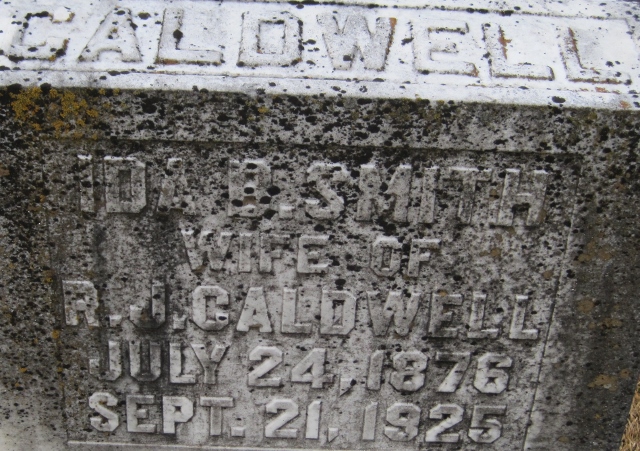 CALDWELL
IDA B. SMITH
WIFE OF
R. J. CALDWELL
JULY 24, 1876
SEPT. 21, 1925